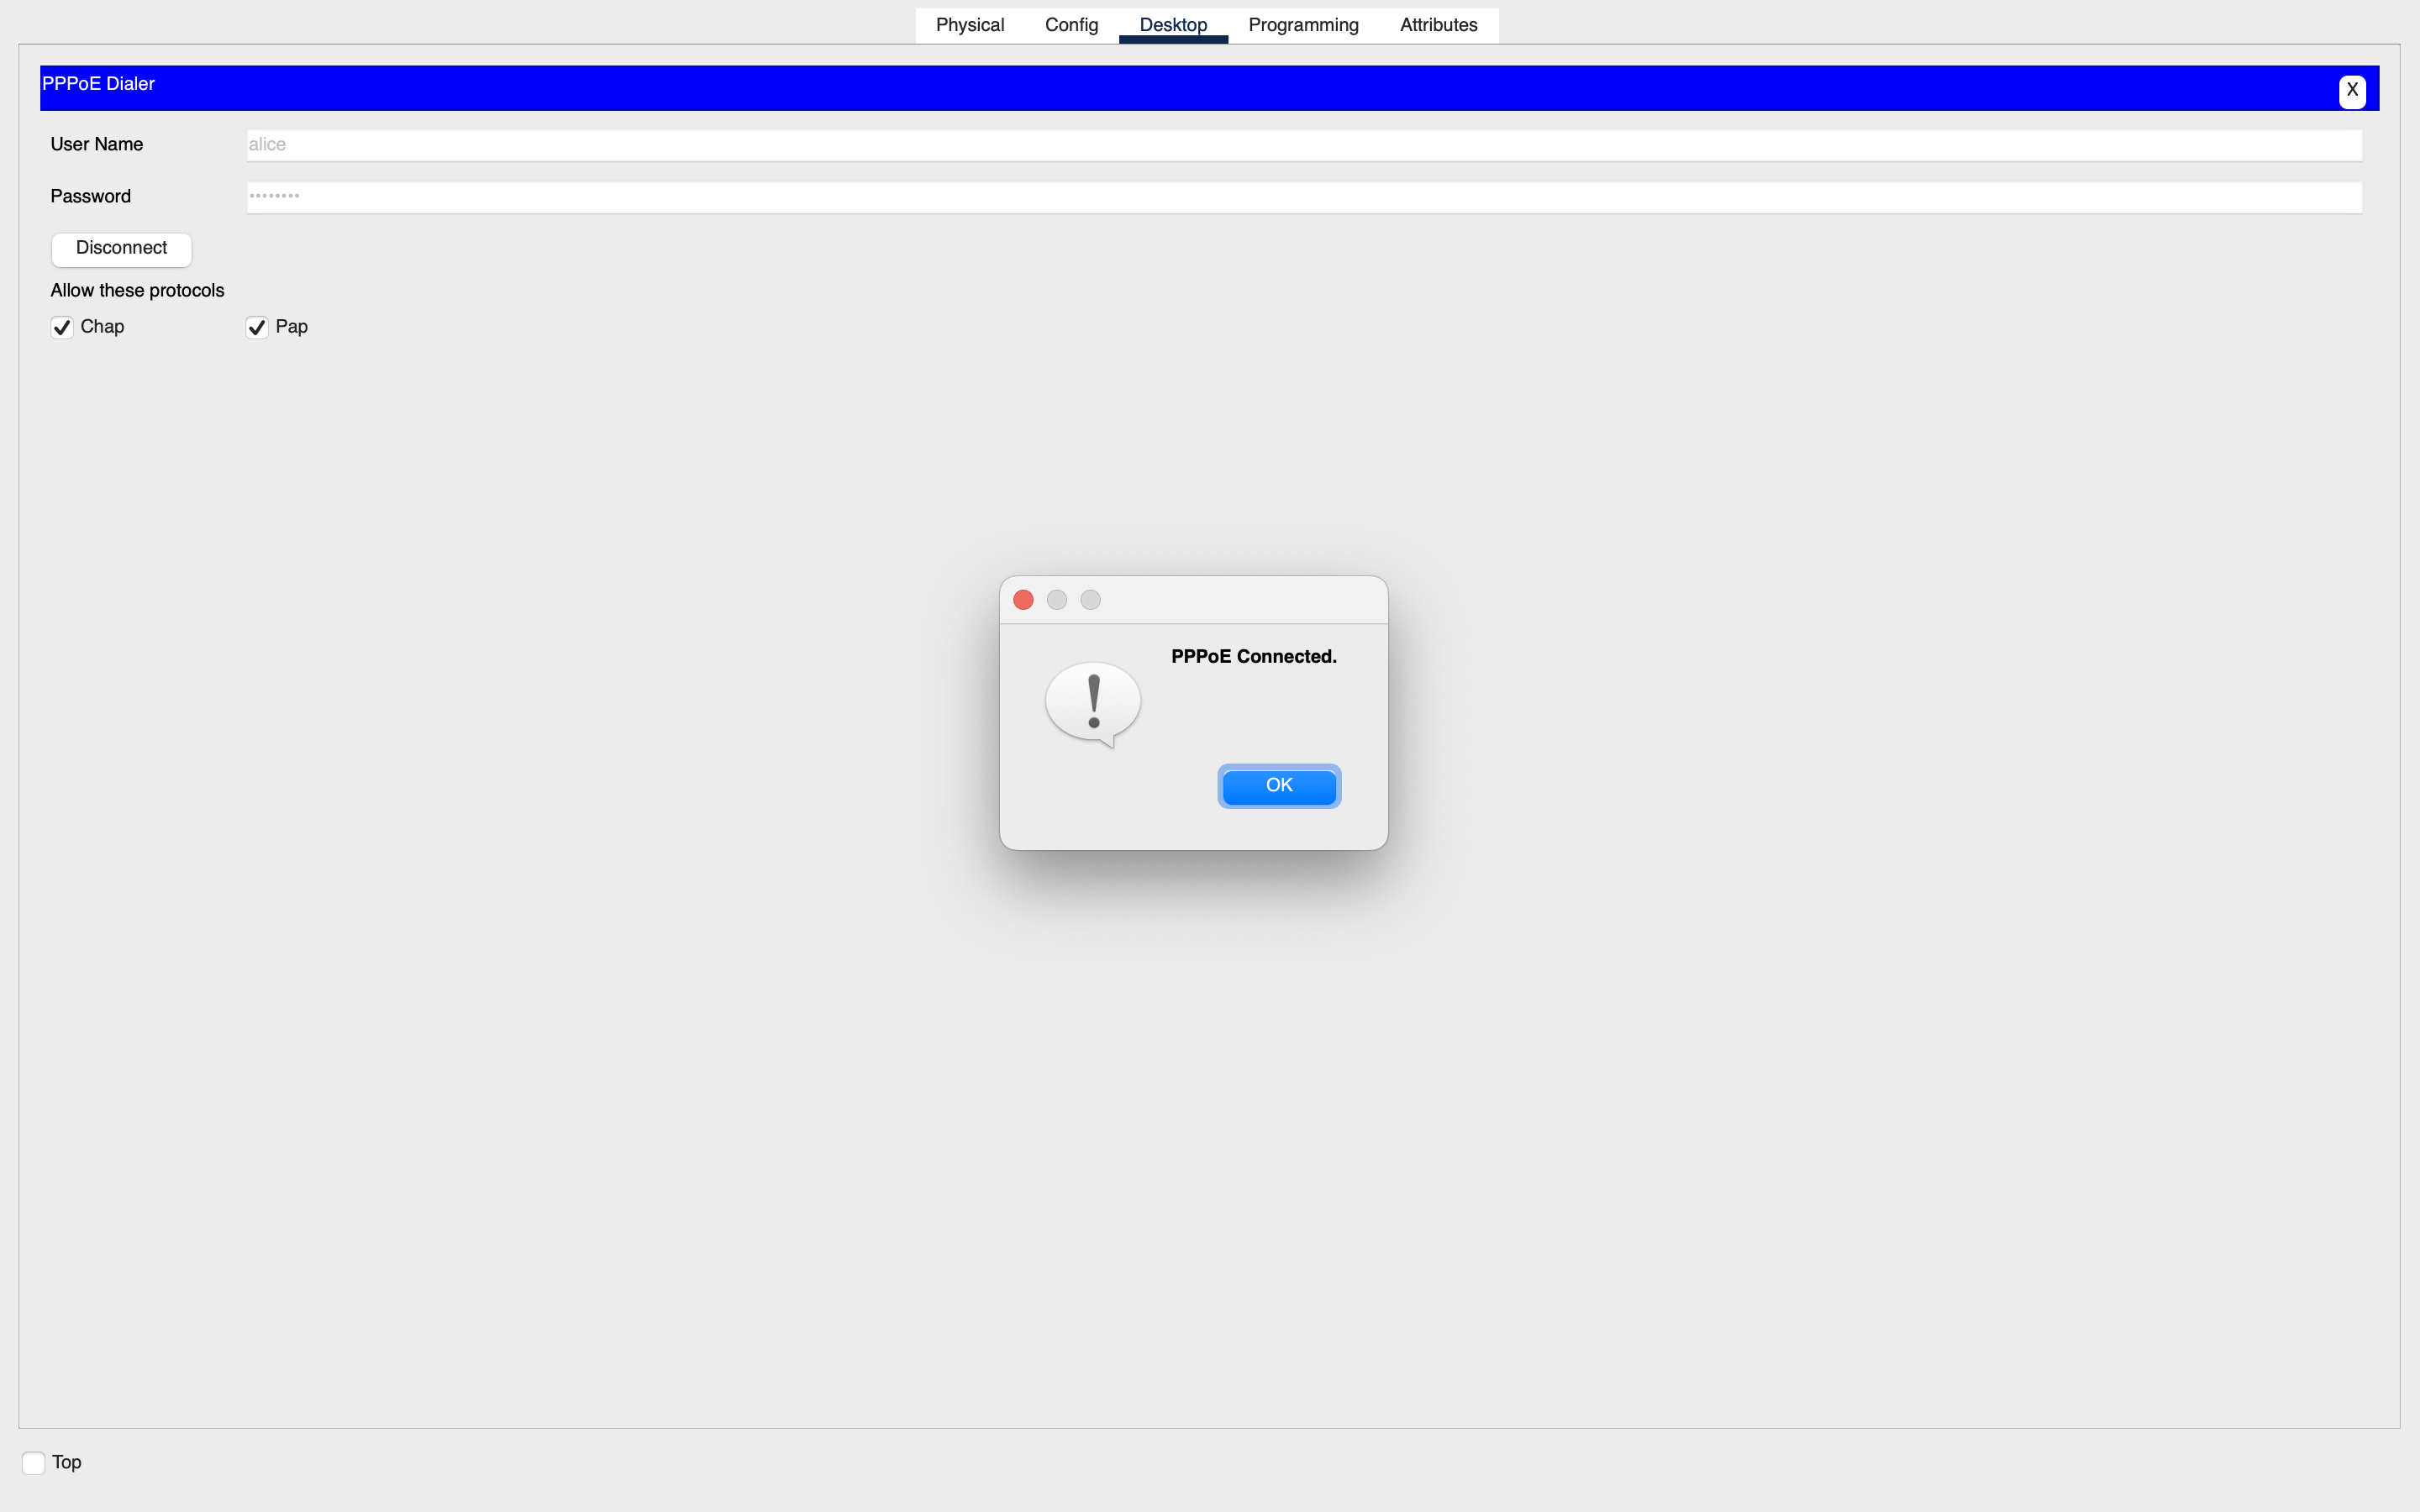 Physical Config Desktop Programming Attributes
PPPoE Dialer X
User Name alice
Password ••••••••
Disconnect
Allow these protocols
Chap Pap
PPPoE Connected.
OK
Top